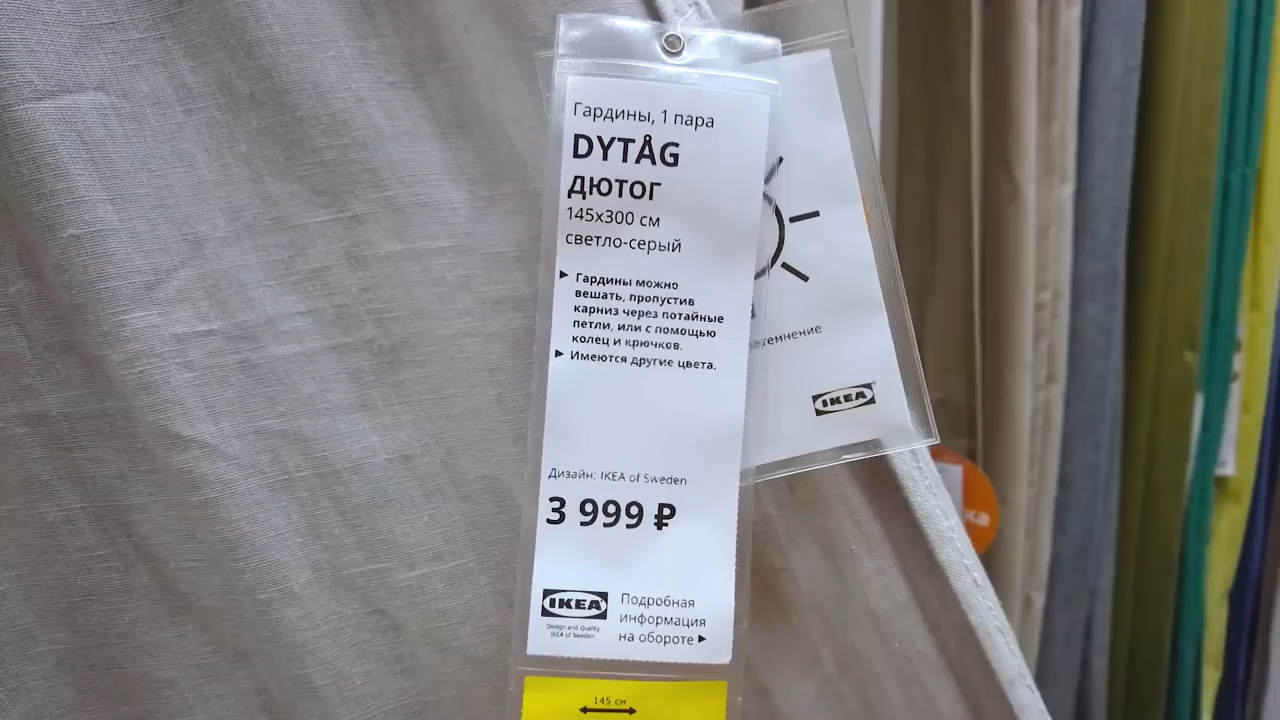 Гардины, 1 пара
DYTÅG
ДЮТОГ
145x300 см
светло-серый
▶ Гардины можно
вешать, пропустив
карниз через потайные
петли, или с помощью
колец и крючков.
▶ Имеются другие цвета.
Дизайн: IKEA of Sweden
3 999 ₽
IKEA
Design and Quality
IKEA of Sweden
Подробная
информация
на обороте ▶
145 см
IKEA